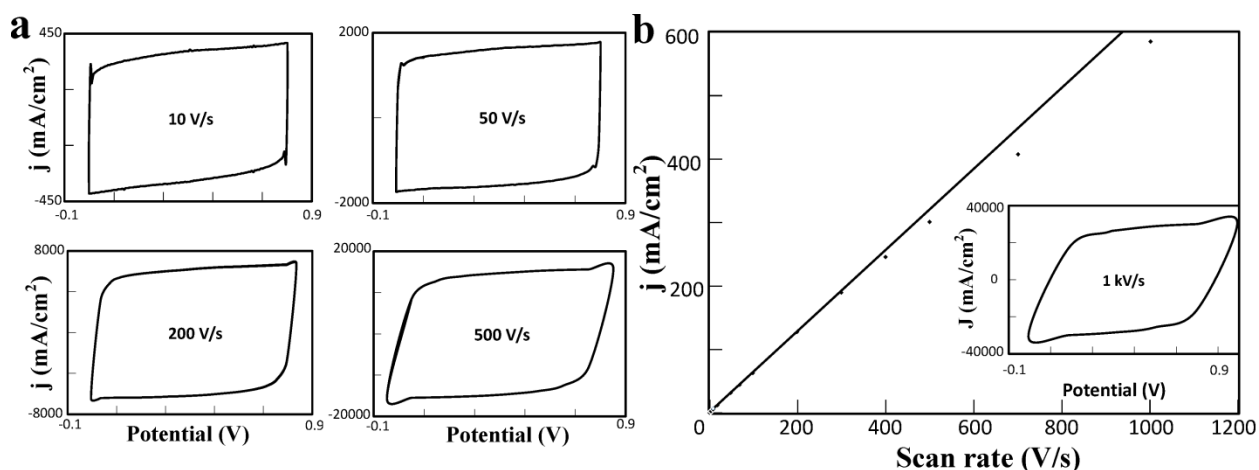 a
450
j (mA/cm²)
10 V/s
-450
-0.1
0.9
2000
50 V/s
-2000
-0.1
0.9
8000
j (mA/cm²)
200 V/s
-8000
-0.1
0.9
Potential (V)
20000
500 V/s
-20000
-0.1
0.9
Potential (V)
b
600
400
200
j (mA/cm²)
0
200
400
600
800
1000
1200
Scan rate (V/s)
40000
0
-40000
J (mA/cm²)
1 kV/s
-0.1
0.9
Potential (V)